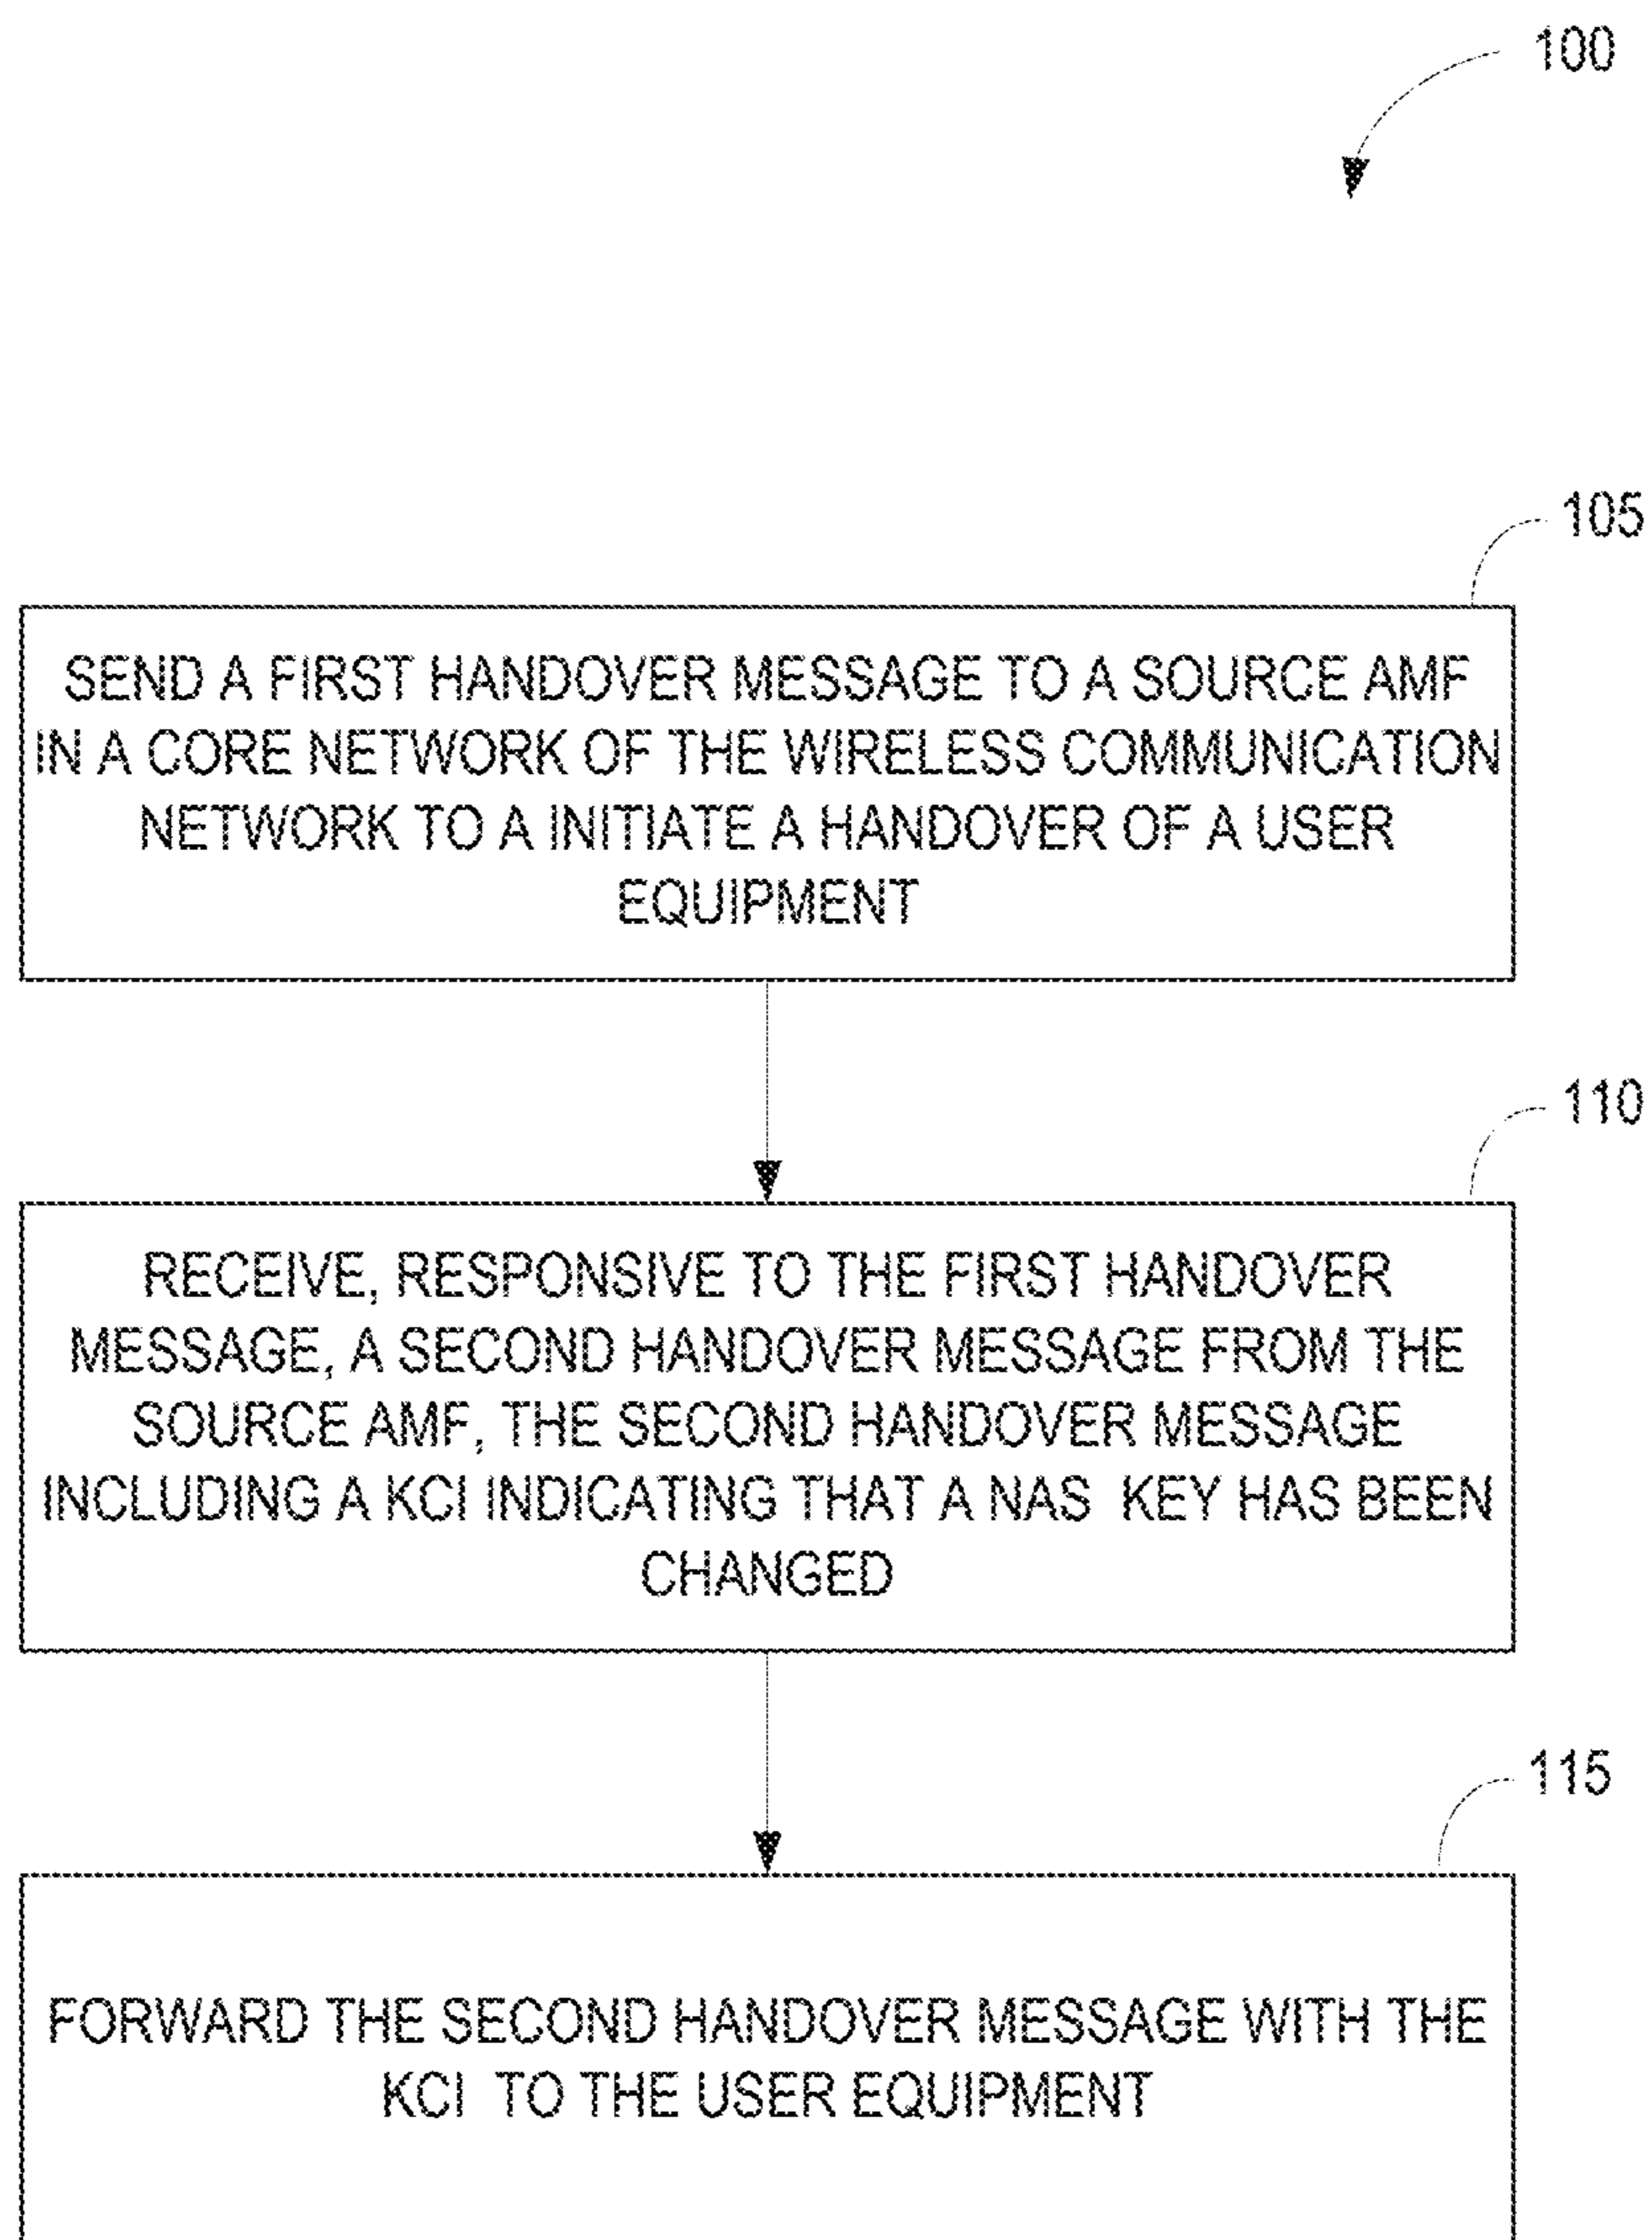 100
105
SEND A FIRST HANDOVER MESSAGE TO A SOURCE AMF
IN A CORE NETWORK OF THE WIRELESS COMMUNICATION
NETWORK TO A INITIATE A HANDOVER OF A USER
EQUIPMENT
110
RECEIVE, RESPONSIVE TO THE FIRST HANDOVER
MESSAGE, A SECOND HANDOVER MESSAGE FROM THE
SOURCE AMF, THE SECOND HANDOVER MESSAGE
INCLUDING A KCI INDICATING THAT A NAS KEY HAS BEEN
CHANGED
115
FORWARD THE SECOND HANDOVER MESSAGE WITH THE
KCI TO THE USER EQUIPMENT